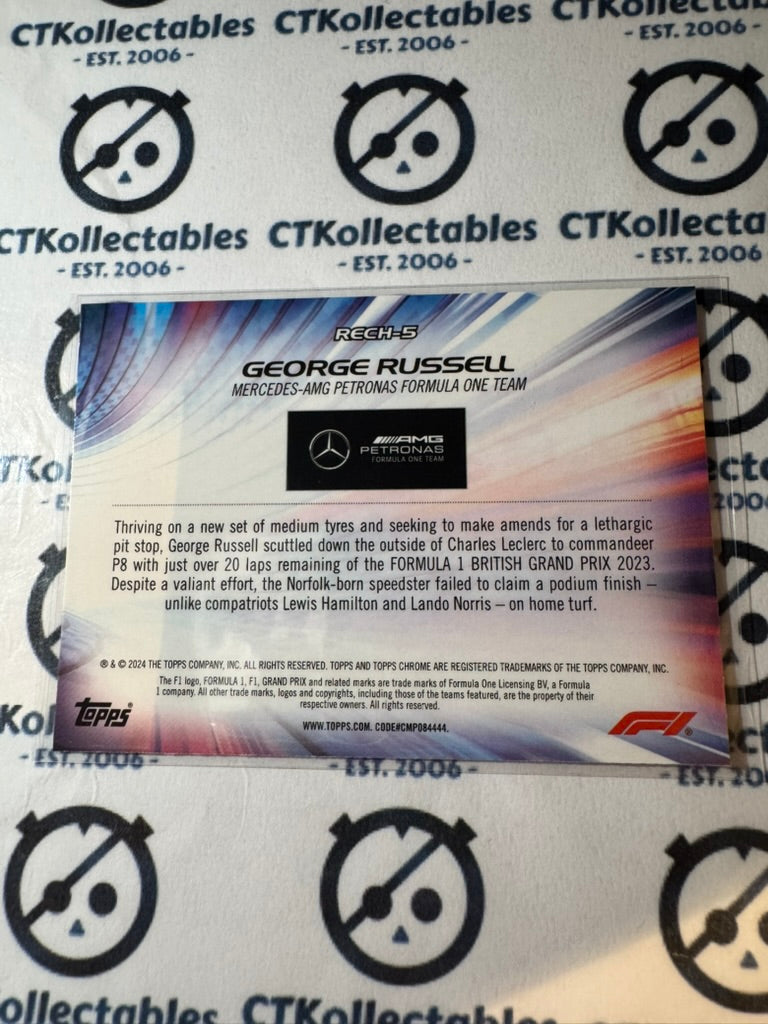 CTKollectables CTKollectables CTKollectab
- EST. 2006 - - EST. 2006 - - EST. 2006 -
CTKollectables CTKollectables CTKollecta
- EST. 2006 - - EST. 2006 - - EST. 2006 -
RECH-5
GEORGE RUSSELL
MERCEDES-AMG PETRONAS FORMULA ONE TEAM
AMG
PETRONAS
FORMULA ONE TEAM
Thriving on a new set of medium tyres and seeking to make amends for a lethargic
pit stop, George Russell scuttled down the outside of Charles Leclerc to commandeer
P8 with just over 20 laps remaining of the FORMULA 1 BRITISH GRAND PRIX 2023.
Despite a valiant effort, the Norfolk-born speedster failed to claim a podium finish –
unlike compatriots Lewis Hamilton and Lando Norris – on home turf.
® & © 2024 THE TOPPS COMPANY, INC. ALL RIGHTS RESERVED. TOPPS AND TOPPS CHROME ARE REGISTERED TRADEMARKS OF THE TOPPS COMPANY, INC.
The F1 logo, FORMULA 1, F1, GRAND PRIX and related marks are trade marks of Formula One Licensing BV, a Formula
1 company. All other trade marks, logos and copyrights, including those of the teams featured, are the property of their
respective owners. All rights reserved.
topps®
WWW.TOPPS.COM. CODE#CMP084444.
F1®
- EST. 2006 - - EST. 2006 - - EST. 20
ollectables CTKollectables CTKollecta